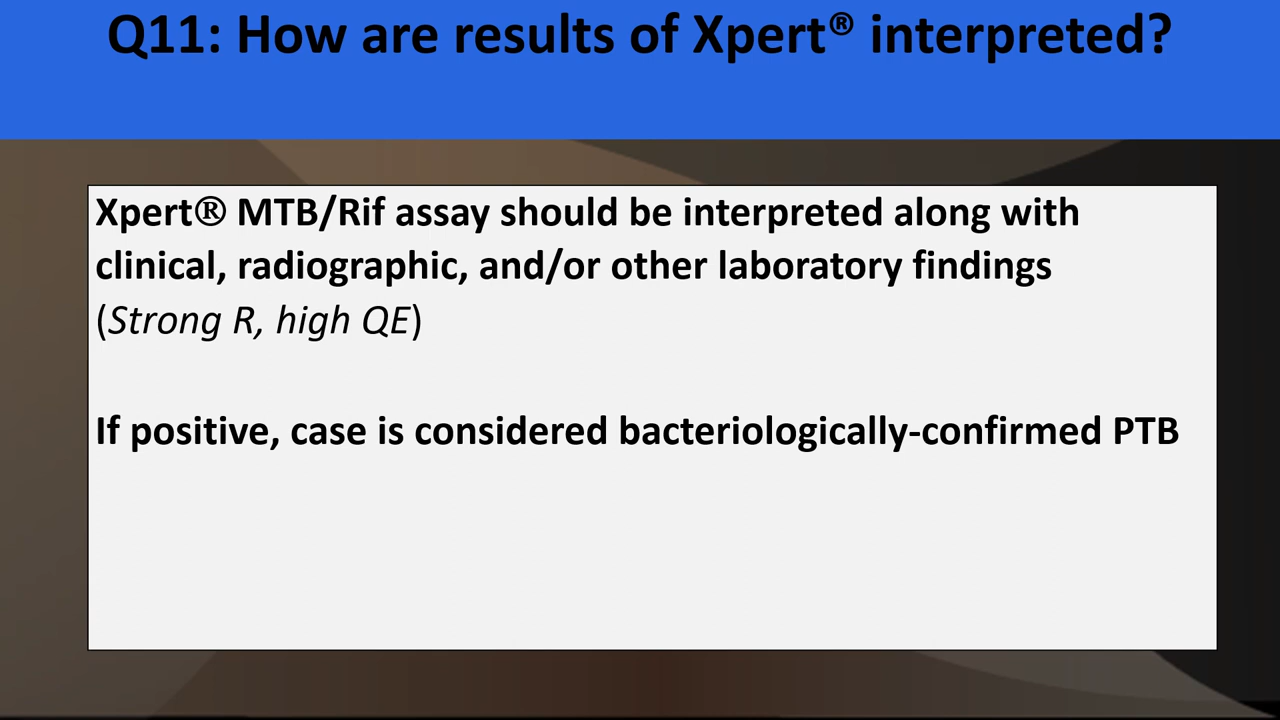 Q11: How are results of Xpert® interpreted?
Xpert® MTB/Rif assay should be interpreted along with
clinical, radiographic, and/or other laboratory findings
(Strong R, high QE)
If positive, case is considered bacteriologically-confirmed PTB